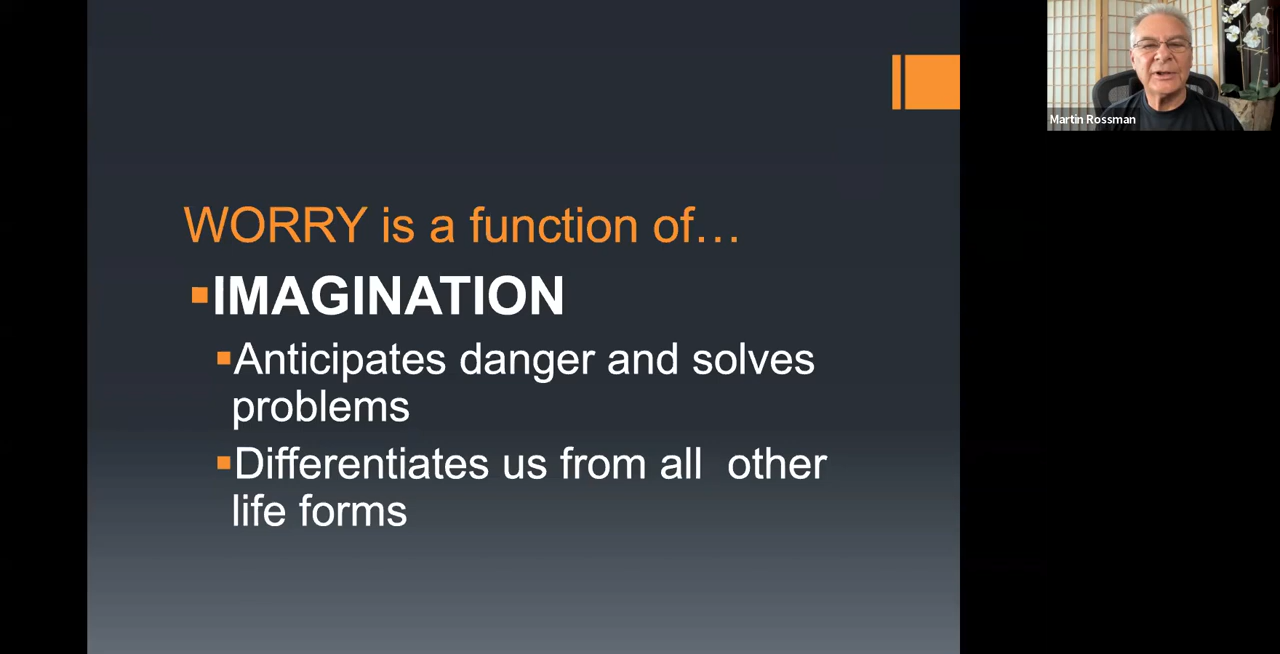 WORRY is a function of…
IMAGINATION
Anticipates danger and solves
problems
Differentiates us from all other
life forms
Martin Rossman